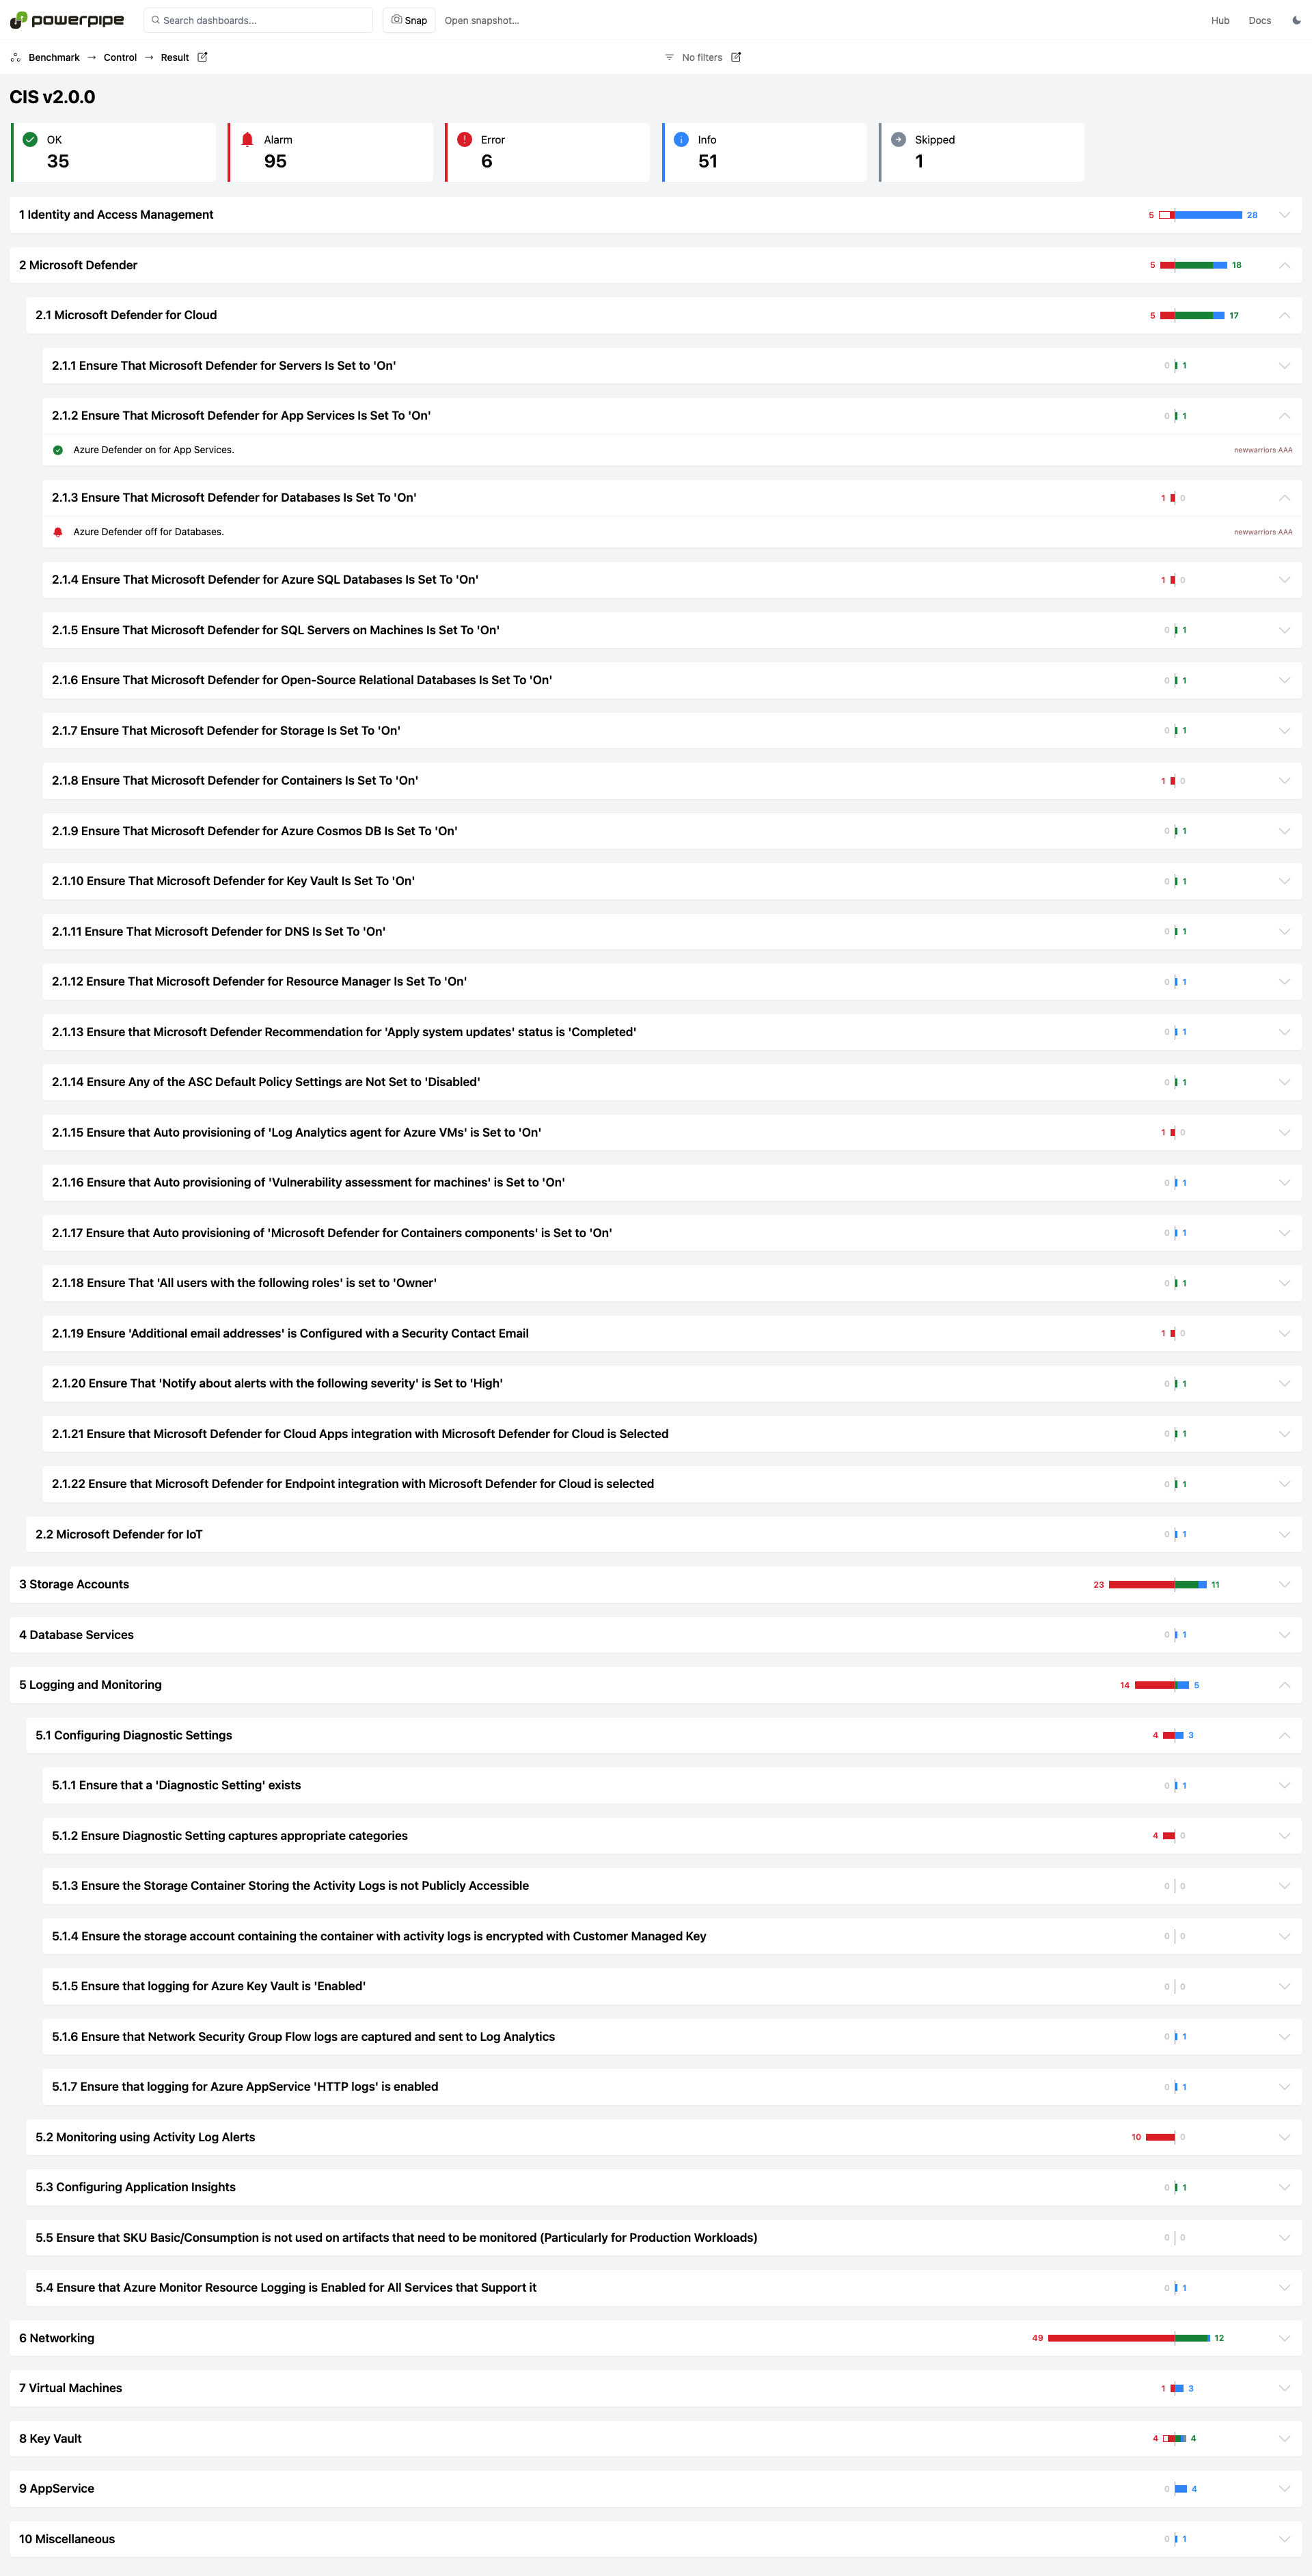 powerpipe
Search dashboards...
Snap
Open snapshot...
Hub
Docs
Benchmark → Control → Result
No filters
CIS v2.0.0
OK
35
Alarm
95
Error
6
Info
51
Skipped
1
1 Identity and Access Management 5 28
2 Microsoft Defender 5 18
2.1 Microsoft Defender for Cloud 5 17
2.1.1 Ensure That Microsoft Defender for Servers Is Set to 'On' 0 1
2.1.2 Ensure That Microsoft Defender for App Services Is Set To 'On' 0 1
Azure Defender on for App Services. newwarriors AAA
2.1.3 Ensure That Microsoft Defender for Databases Is Set To 'On' 1 0
Azure Defender off for Databases. newwarriors AAA
2.1.4 Ensure That Microsoft Defender for Azure SQL Databases Is Set To 'On' 1 0
2.1.5 Ensure That Microsoft Defender for SQL Servers on Machines Is Set To 'On' 0 1
2.1.6 Ensure That Microsoft Defender for Open-Source Relational Databases Is Set To 'On' 0 1
2.1.7 Ensure That Microsoft Defender for Storage Is Set To 'On' 0 1
2.1.8 Ensure That Microsoft Defender for Containers Is Set To 'On' 1 0
2.1.9 Ensure That Microsoft Defender for Azure Cosmos DB Is Set To 'On' 0 1
2.1.10 Ensure That Microsoft Defender for Key Vault Is Set To 'On' 0 1
2.1.11 Ensure That Microsoft Defender for DNS Is Set To 'On' 0 1
2.1.12 Ensure That Microsoft Defender for Resource Manager Is Set To 'On' 0 1
2.1.13 Ensure that Microsoft Defender Recommendation for 'Apply system updates' status is 'Completed' 0 1
2.1.14 Ensure Any of the ASC Default Policy Settings are Not Set to 'Disabled' 0 1
2.1.15 Ensure that Auto provisioning of 'Log Analytics agent for Azure VMs' is Set to 'On' 1 0
2.1.16 Ensure that Auto provisioning of 'Vulnerability assessment for machines' is Set to 'On' 0 1
2.1.17 Ensure that Auto provisioning of 'Microsoft Defender for Containers components' is Set to 'On' 0 1
2.1.18 Ensure That 'All users with the following roles' is set to 'Owner' 0 1
2.1.19 Ensure 'Additional email addresses' is Configured with a Security Contact Email 1 0
2.1.20 Ensure That 'Notify about alerts with the following severity' is Set to 'High' 0 1
2.1.21 Ensure that Microsoft Defender for Cloud Apps integration with Microsoft Defender for Cloud is Selected 0 1
2.1.22 Ensure that Microsoft Defender for Endpoint integration with Microsoft Defender for Cloud is selected 0 1
2.2 Microsoft Defender for IoT 0 1
3 Storage Accounts 23 11
4 Database Services 0 1
5 Logging and Monitoring 14 5
5.1 Configuring Diagnostic Settings 4 3
5.1.1 Ensure that a 'Diagnostic Setting' exists 0 1
5.1.2 Ensure Diagnostic Setting captures appropriate categories 4 0
5.1.3 Ensure the Storage Container Storing the Activity Logs is not Publicly Accessible 0 0
5.1.4 Ensure the storage account containing the container with activity logs is encrypted with Customer Managed Key 0 0
5.1.5 Ensure that logging for Azure Key Vault is 'Enabled' 0 0
5.1.6 Ensure that Network Security Group Flow logs are captured and sent to Log Analytics 0 1
5.1.7 Ensure that logging for Azure AppService 'HTTP logs' is enabled 0 1
5.2 Monitoring using Activity Log Alerts 10 0
5.3 Configuring Application Insights 0 1
5.5 Ensure that SKU Basic/Consumption is not used on artifacts that need to be monitored (Particularly for Production Workloads) 0 0
5.4 Ensure that Azure Monitor Resource Logging is Enabled for All Services that Support it 0 1
6 Networking 49 12
7 Virtual Machines 1 3
8 Key Vault 4 4
9 AppService 0 4
10 Miscellaneous 0 1